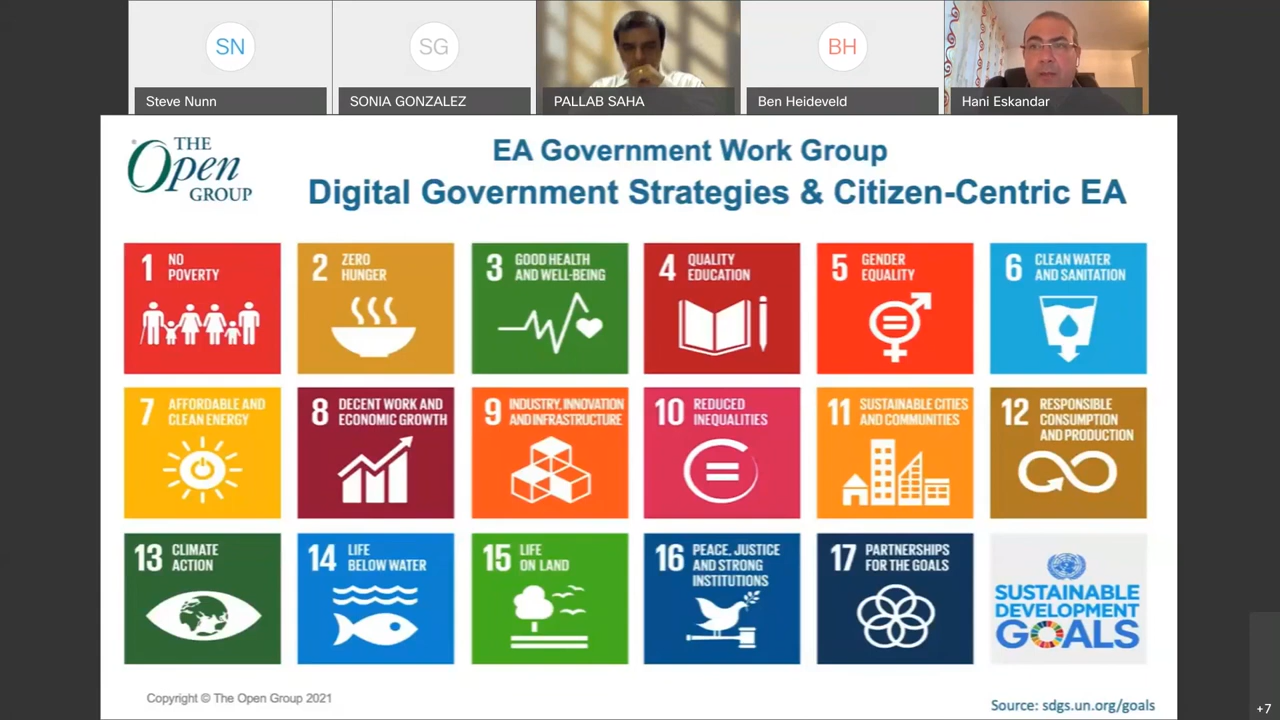 SN
SG
BH
Steve Nunn
SONIA GONZALEZ
PALLAB SAHA
Ben Heideveld
Hani Eskandar
THE
Open
GROUP
®
EA Government Work Group
Digital Government Strategies & Citizen-Centric EA
1 NO
POVERTY
2 ZERO
HUNGER
3 GOOD HEALTH
AND WELL-BEING
4 QUALITY
EDUCATION
5 GENDER
EQUALITY
6 CLEAN WATER
AND SANITATION
7 AFFORDABLE AND
CLEAN ENERGY
8 DECENT WORK AND
ECONOMIC GROWTH
9 INDUSTRY, INNOVATION
AND INFRASTRUCTURE
10 REDUCED
INEQUALITIES
11 SUSTAINABLE CITIES
AND COMMUNITIES
12 RESPONSIBLE
CONSUMPTION
AND PRODUCTION
13 CLIMATE
ACTION
14 LIFE
BELOW WATER
15 LIFE
ON LAND
16 PEACE, JUSTICE
AND STRONG
INSTITUTIONS
17 PARTNERSHIPS
FOR THE GOALS
SUSTAINABLE
DEVELOPMENT
GOALS
Copyright © The Open Group 2021
Source: sdgs.un.org/goals
+7